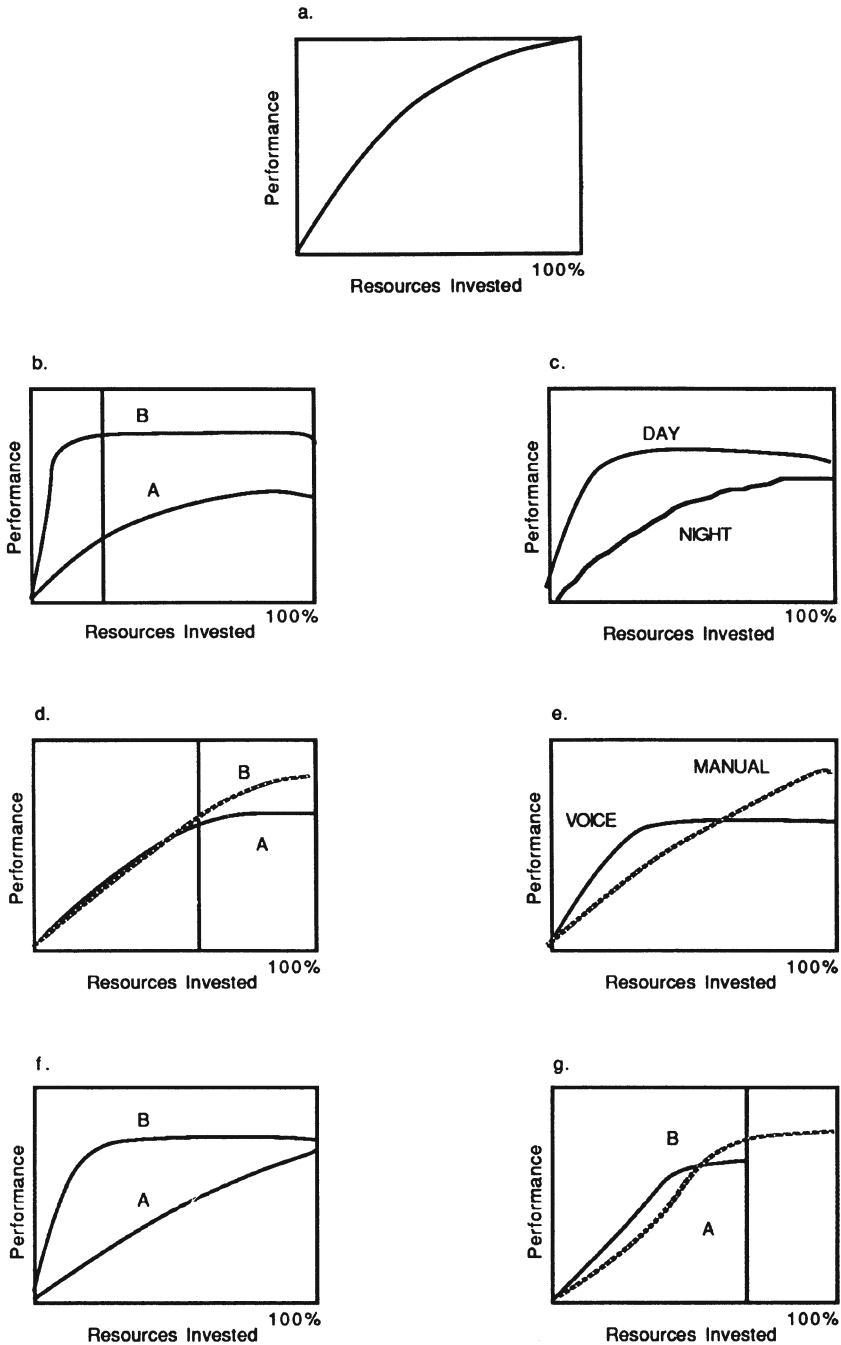 a.
Performance
100%
Resources Invested
b.
B
A
Performance
100%
Resources Invested
c.
DAY
NIGHT
Performance
100%
Resources Invested
d.
B
A
Performance
100%
Resources Invested
e.
MANUAL
VOICE
Performance
100%
Resources Invested
f.
B
A
Performance
100%
Resources Invested
g.
B
A
Performance
100%
Resources Invested